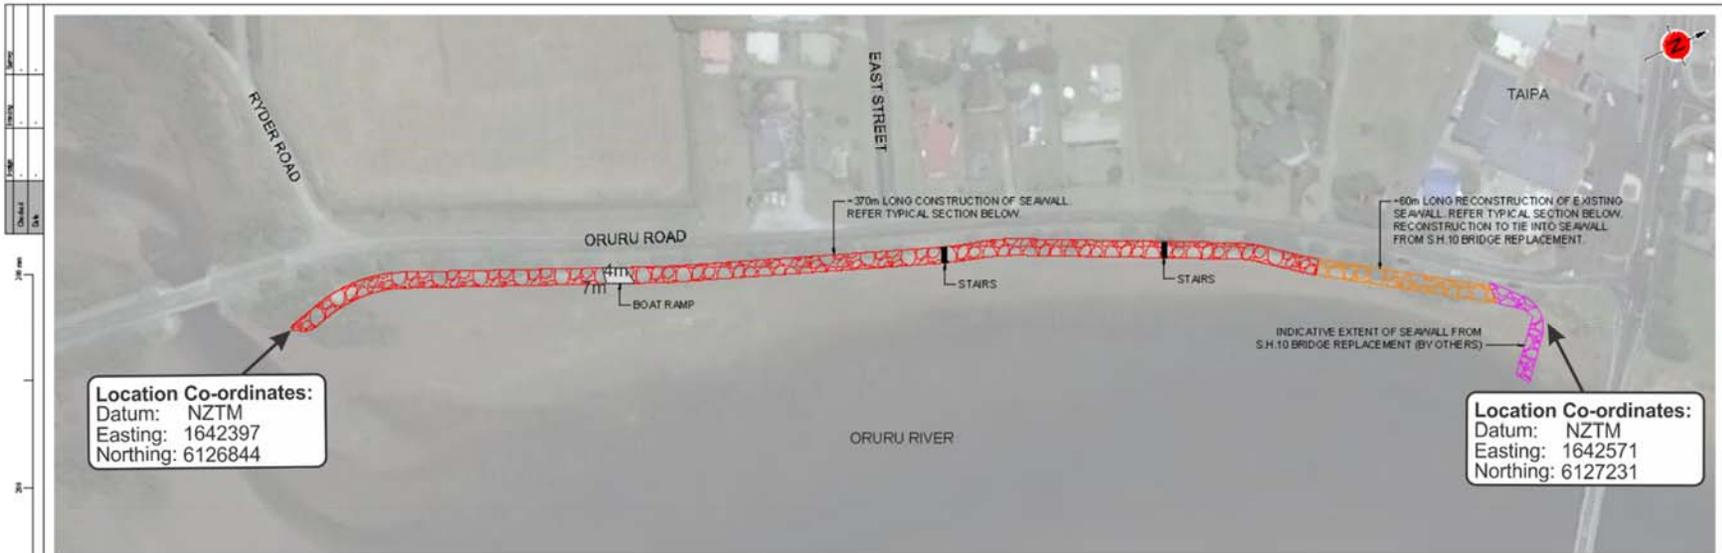 Checked
Date
Z
RYDER ROAD
EAST STREET
TAIPA
~370m LONG CONSTRUCTION OF SEAWALL.
REFER TYPICAL SECTION BELOW.
~60m LONG RECONSTRUCTION OF EXISTING
SEAWALL. REFER TYPICAL SECTION BELOW.
RECONSTRUCTION TO TIE INTO SEAWALL
FROM S.H.10 BRIDGE REPLACEMENT.
ORURU ROAD
4m
7m
BOAT RAMP
STAIRS
STAIRS
INDICATIVE EXTENT OF SEAWALL FROM
S.H.10 BRIDGE REPLACEMENT (BY OTHERS)
Location Co-ordinates:
Datum: NZTM
Easting: 1642397
Northing: 6126844
ORURU RIVER
Location Co-ordinates:
Datum: NZTM
Easting: 1642571
Northing: 6127231